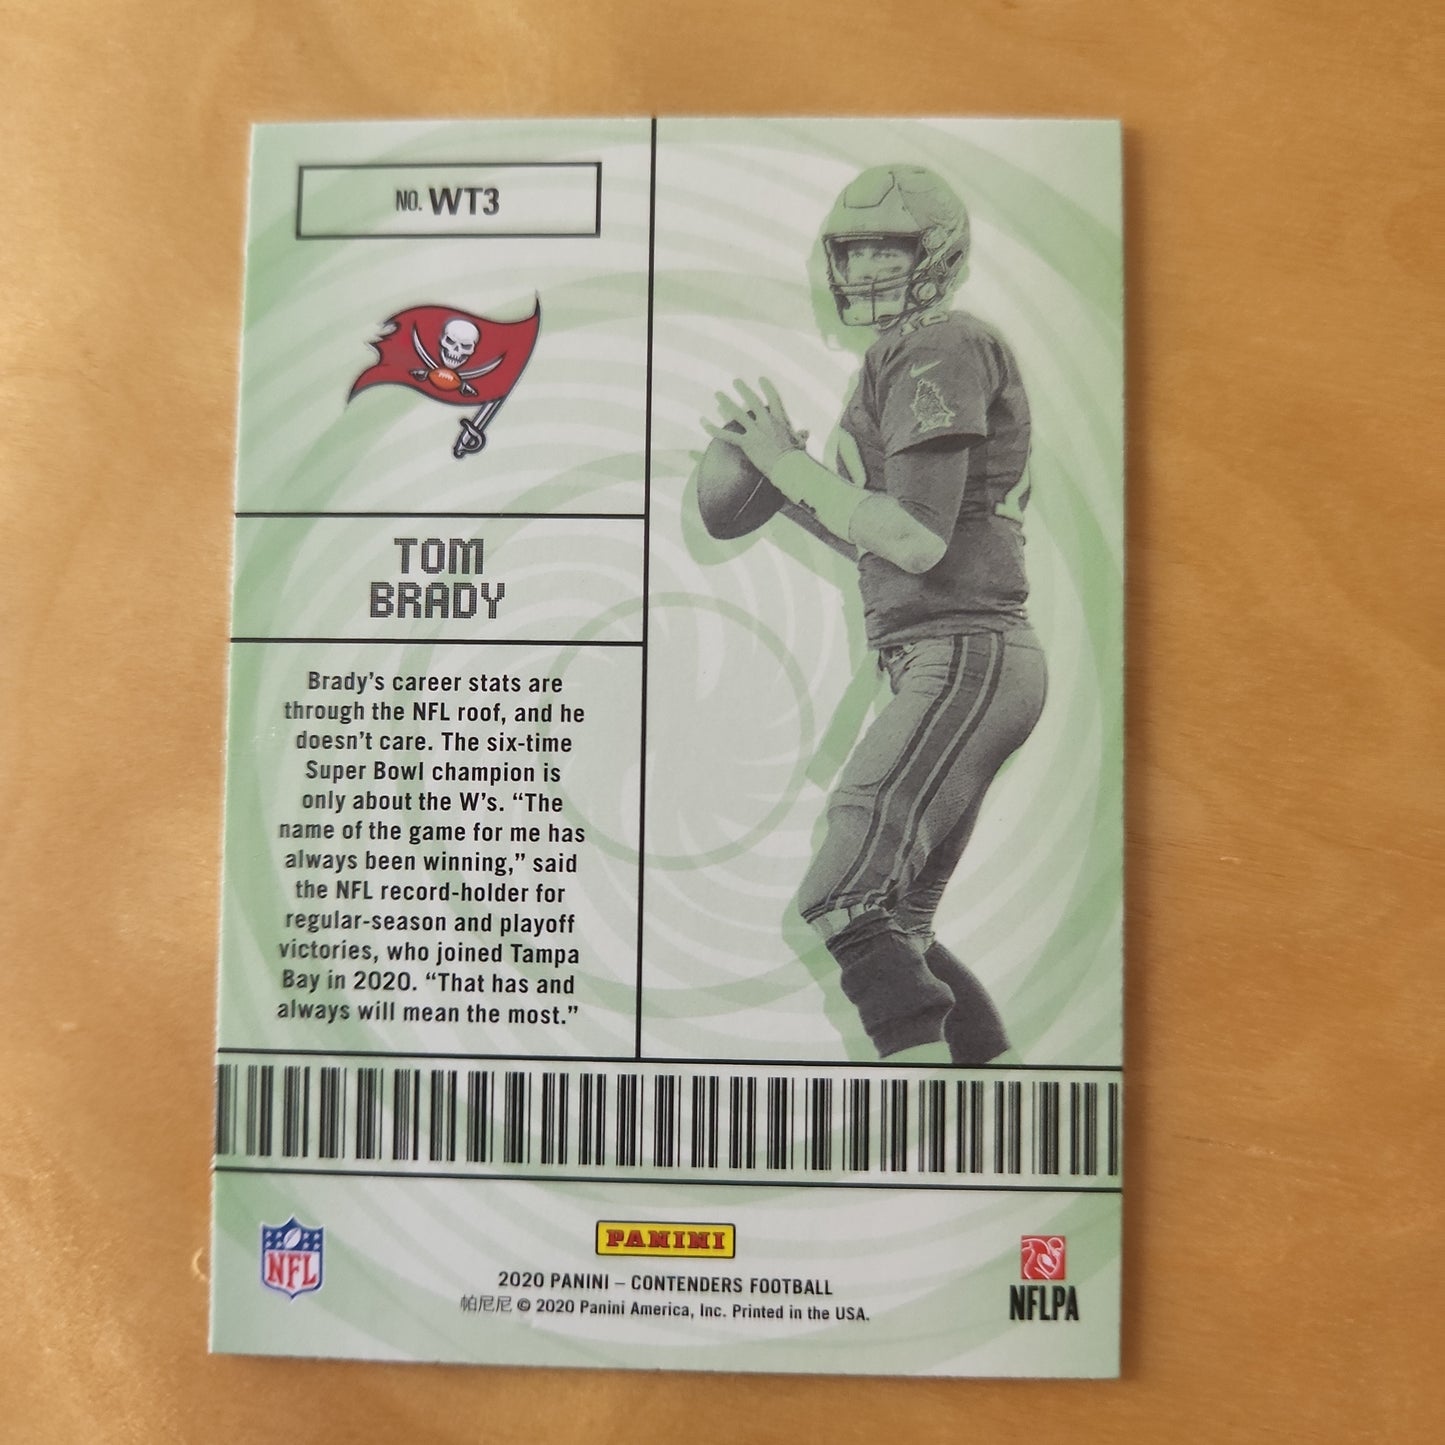 NO. WT3
TOM
BRADY
Brady's career stats are
through the NFL roof, and he
doesn't care. The six-time
Super Bowl champion is
only about the W's. “The
name of the game for me has
always been winning,” said
the NFL record-holder for
regular-season and playoff
victories, who joined Tampa
Bay in 2020. “That has and
always will mean the most.”
NFL
PANINI
2020 PANINI – CONTENDERS FOOTBALL
帕尼尼 © 2020 Panini America, Inc. Printed in the USA.
NFLPA